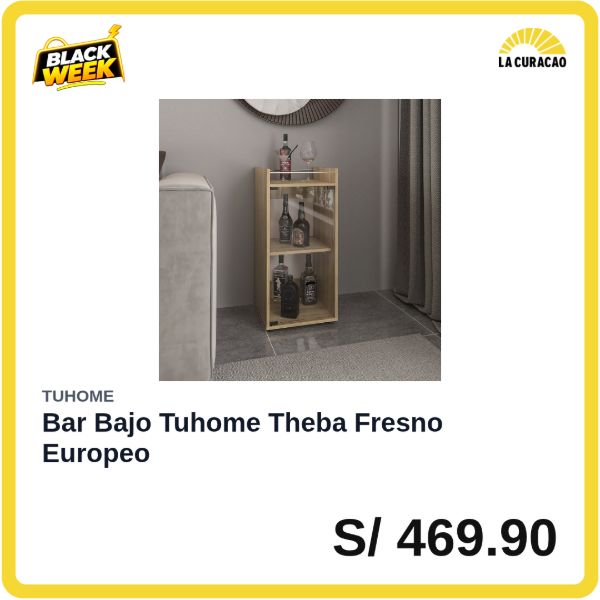 BLACK
WEEK
LA CURACAO
TUHOME
Bar Bajo Tuhome Theba Fresno
Europeo
S/ 469.90